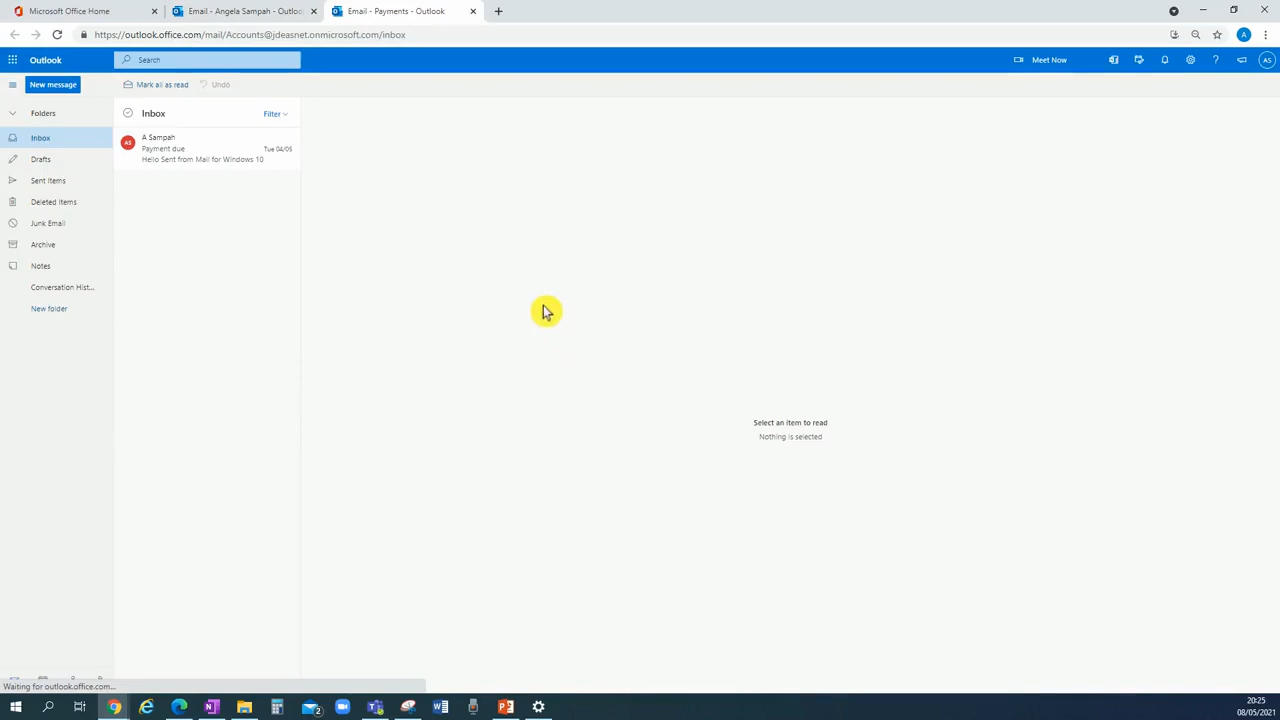 Microsoft Office Home
Email - Angela Sampah - Outlo
Email - Payments - Outlook
https://outlook.office.com/mail/Accounts@jdeasnet.onmicrosoft.com/inbox
A
Outlook
Search
Meet Now
AS
New message
Mark all as read
Undo
Folders
Inbox
Filter
Inbox
AS
A Sampah
Drafts
Payment due
Tue 04/05
Hello Sent from Mail for Windows 10
Sent Items
Deleted Items
Junk Email
Archive
Notes
Conversation Hist...
New folder
Select an item to read
Nothing is selected
Waiting for outlook.office.com...
2
20:25
08/05/2021